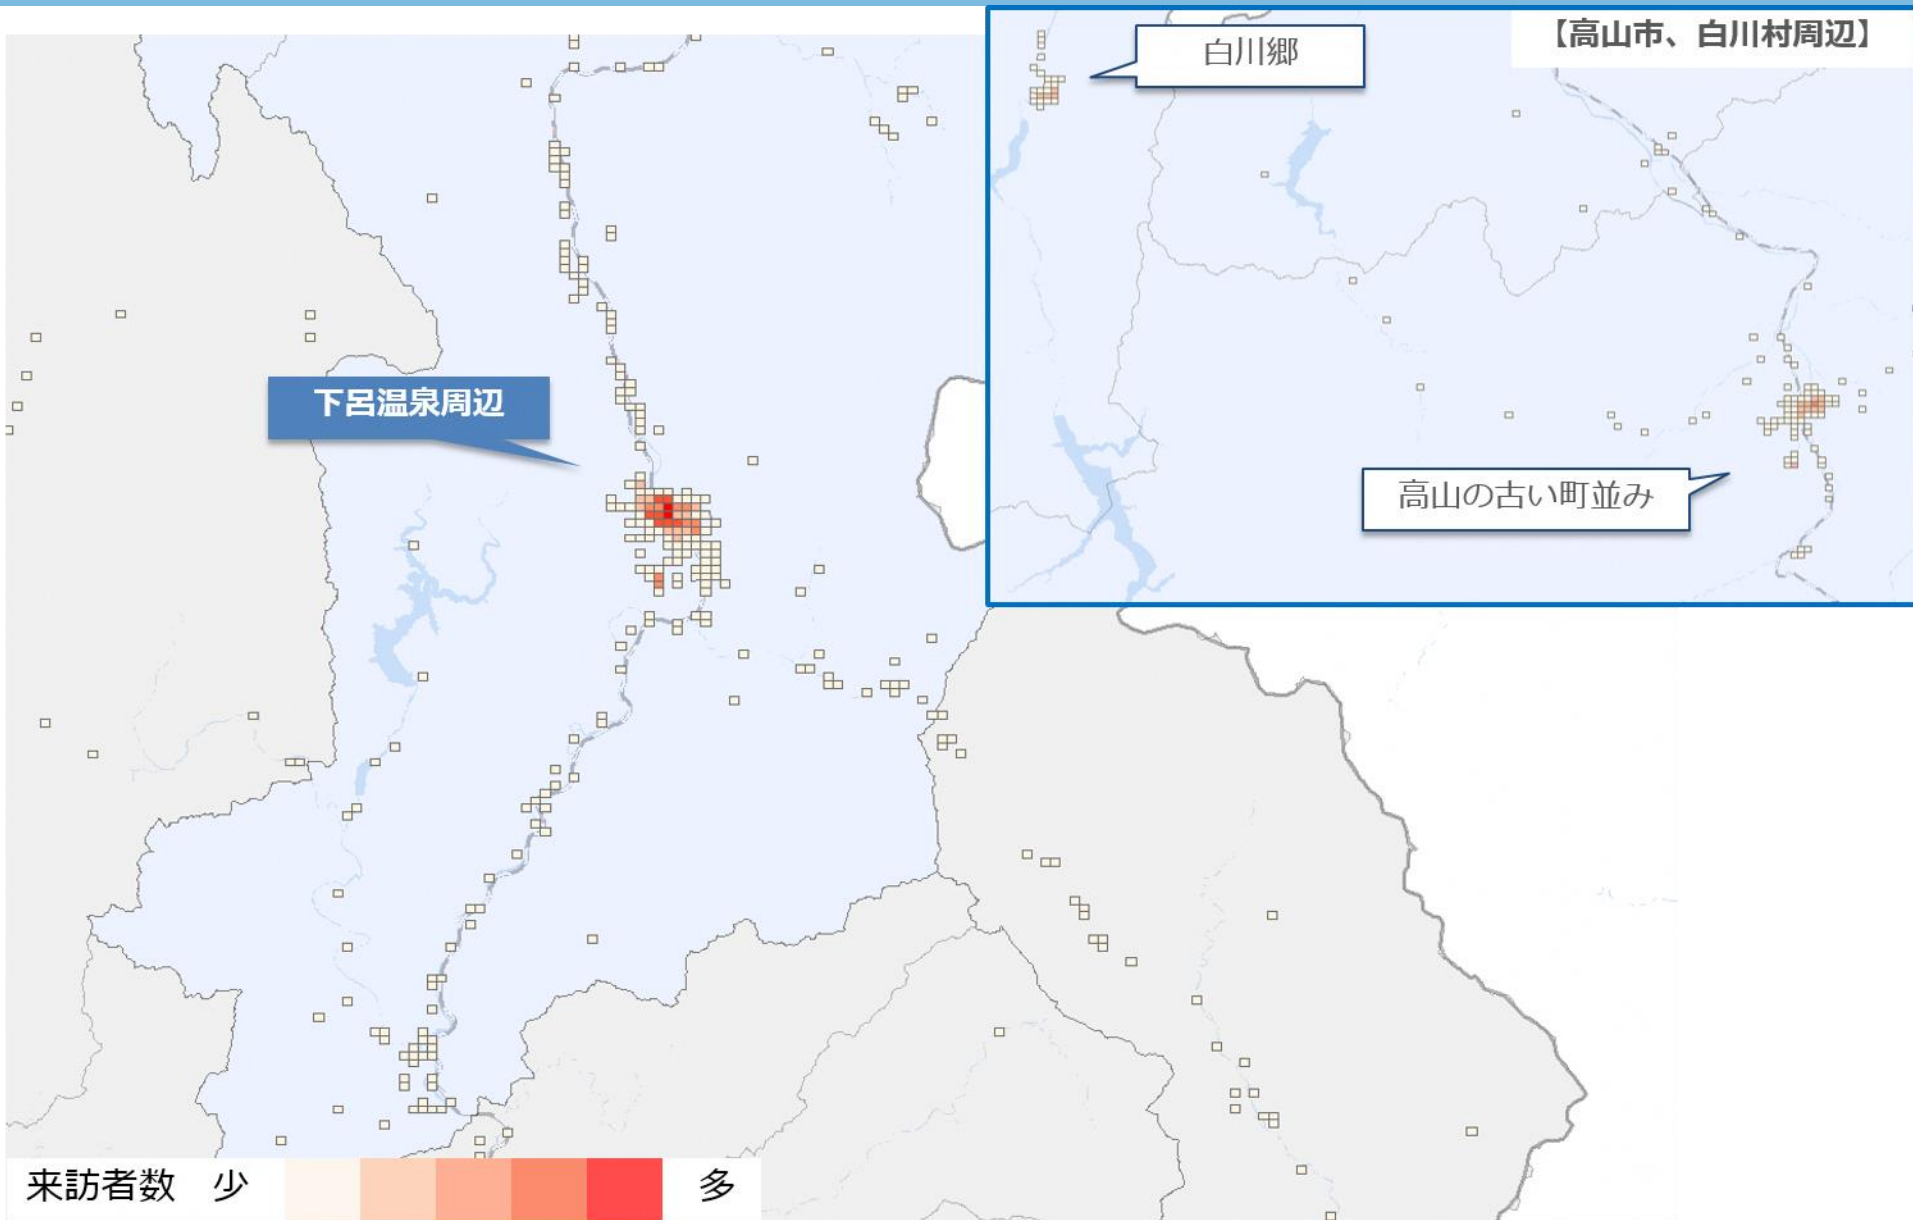 【高山市、白川村周辺】
白川郷
下呂温泉周辺
高山の古い町並み
来訪者数 少 多